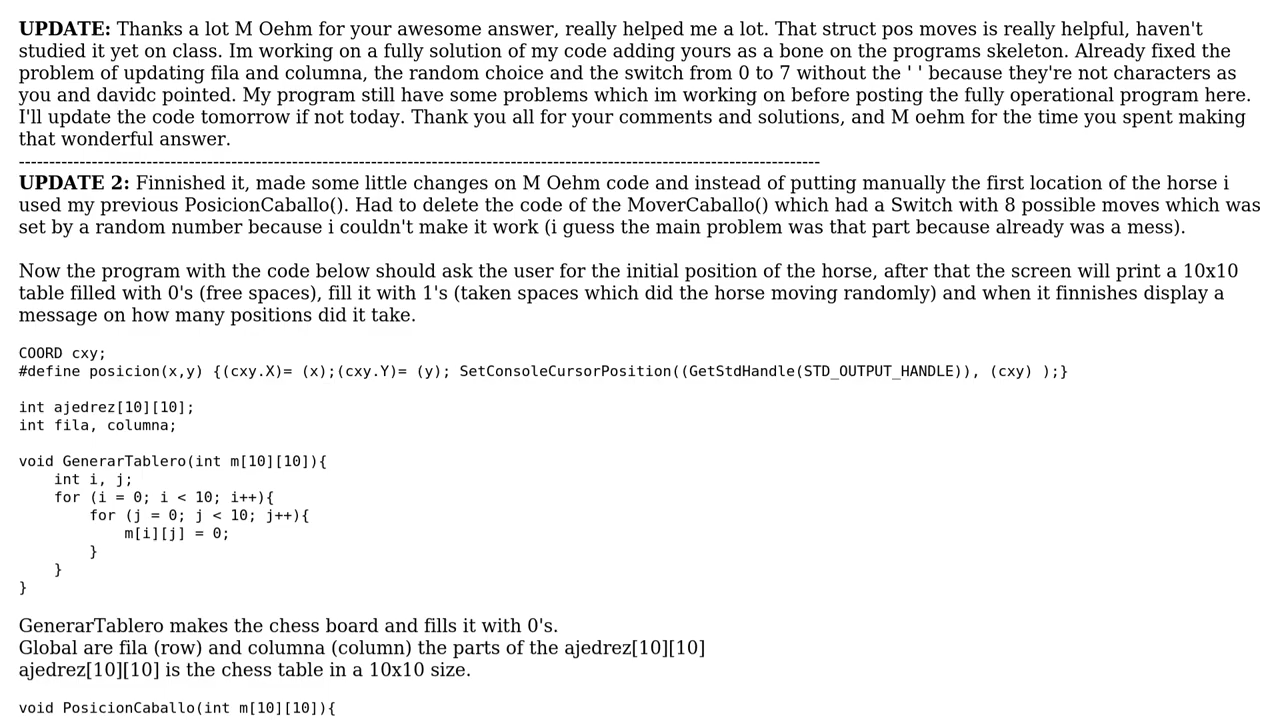 UPDATE: Thanks a lot M Oehm for your awesome answer, really helped me a lot. That struct pos moves is really helpful, haven't
studied it yet on class. Im working on a fully solution of my code adding yours as a bone on the programs skeleton. Already fixed the
problem of updating fila and columna, the random choice and the switch from 0 to 7 without the ' ' because they're not characters as
you and davidc pointed. My program still have some problems which im working on before posting the fully operational program here.
I'll update the code tomorrow if not today. Thank you all for your comments and solutions, and M oehm for the time you spent making
that wonderful answer.
--------------------------------------------------------------------------------------------------------------------------------------
UPDATE 2: Finnished it, made some little changes on M Oehm code and instead of putting manually the first location of the horse i
used my previous PosicionCaballo(). Had to delete the code of the MoverCaballo() which had a Switch with 8 possible moves which was
set by a random number because i couldn't make it work (i guess the main problem was that part because already was a mess).
Now the program with the code below should ask the user for the initial position of the horse, after that the screen will print a 10x10
table filled with 0's (free spaces), fill it with 1's (taken spaces which did the horse moving randomly) and when it finnishes display a
message on how many positions did it take.
COORD cxy;
#define posicion(x,y) {(cxy.X)= (x);(cxy.Y)= (y); SetConsoleCursorPosition((GetStdHandle(STD_OUTPUT_HANDLE)), (cxy) );}
int ajedrez[10][10];
int fila, columna;
void GenerarTablero(int m[10][10]){
    int i, j;
    for (i = 0; i < 10; i++){
        for (j = 0; j < 10; j++){
            m[i][j] = 0;
        }
    }
}
GenerarTablero makes the chess board and fills it with 0's.
Global are fila (row) and columna (column) the parts of the ajedrez[10][10]
ajedrez[10][10] is the chess table in a 10x10 size.
void PosicionCaballo(int m[10][10]){